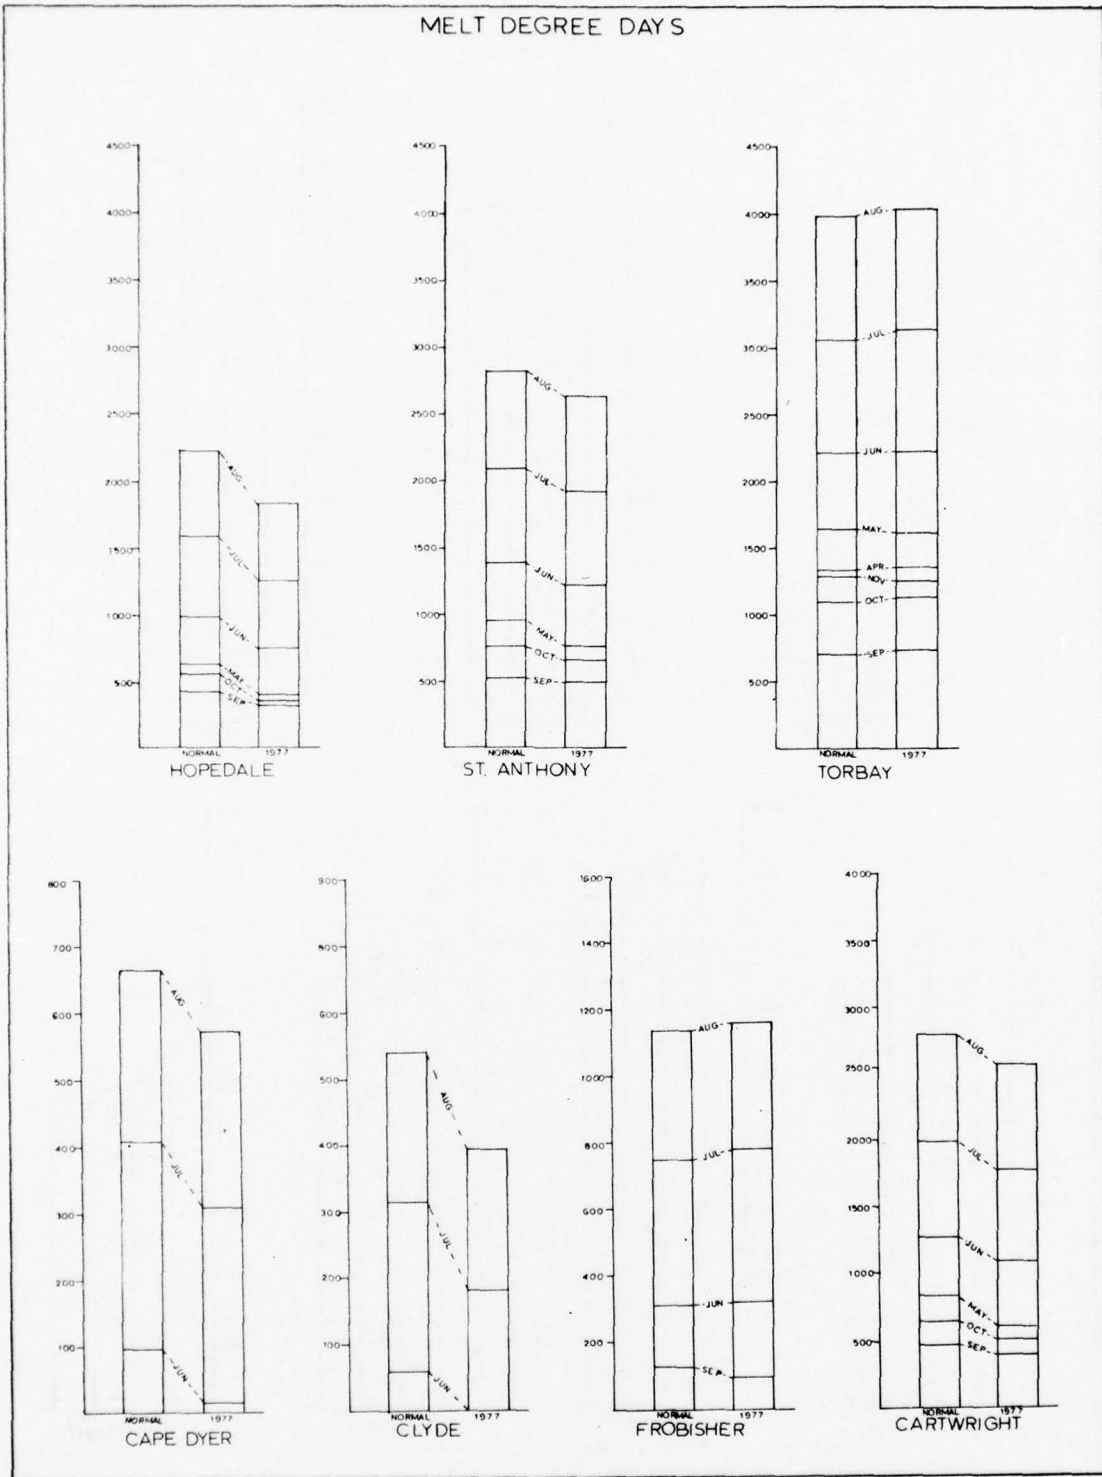 MELT DEGREE DAYS
4500
4000
3500
3000
2500
2000
1500
1000
500
AUG
JUL
JUN
MAY
OCT
SEP
NORMAL 1977
HOPEDALE
4500
4000
3500
3000
2500
2000
1500
1000
500
AUG
JUL
JUN
MAY
OCT
SEP
NORMAL 1977
ST. ANTHONY
4500
4000
3500
3000
2500
2000
1500
1000
500
AUG
JUL
JUN
MAY
APR
NOV
OCT
SEP
NORMAL 1977
TORBAY
800
700
600
500
400
300
200
100
AUG
JUL
JUN
NORMAL 1977
CAPE DYER
900
800
700
600
500
400
300
200
100
AUG
JUL
JUN
NORMAL 1977
CLYDE
1600
1400
1200
1000
800
600
400
200
AUG
JUL
JUN
SEP
NORMAL 1977
FROBISHER
4000
3500
3000
2500
2000
1500
1000
500
AUG
JUL
JUN
MAY
OCT
SEP
NORMAL 1977
CARTWRIGHT